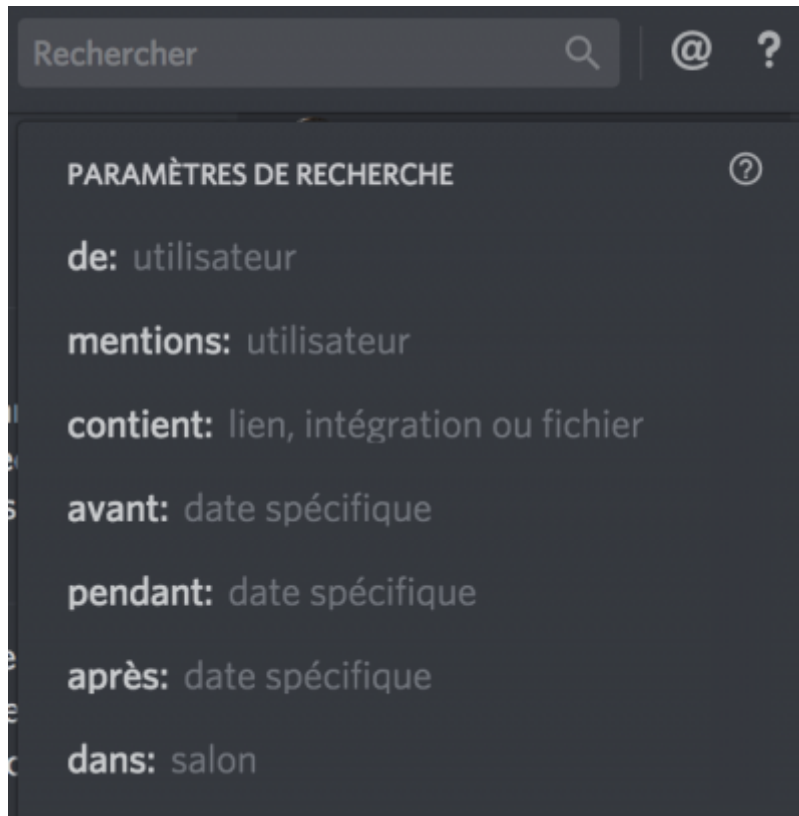 Rechercher @ ?
PARAMÈTRES DE RECHERCHE ?
de: utilisateur
mentions: utilisateur
contient: lien, intégration ou fichier
avant: date spécifique
pendant: date spécifique
après: date spécifique
dans: salon